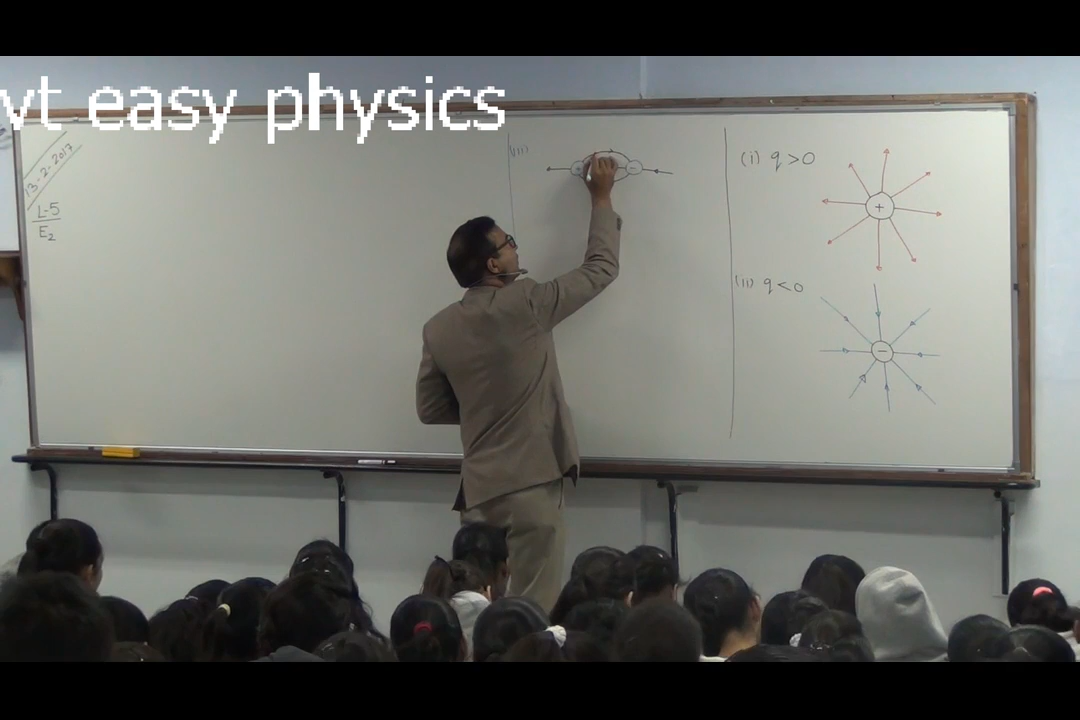 vt easy physics
13-2-2017
L-5
E2
(iii)
(i) q>0
+
(ii) q<0
−
−